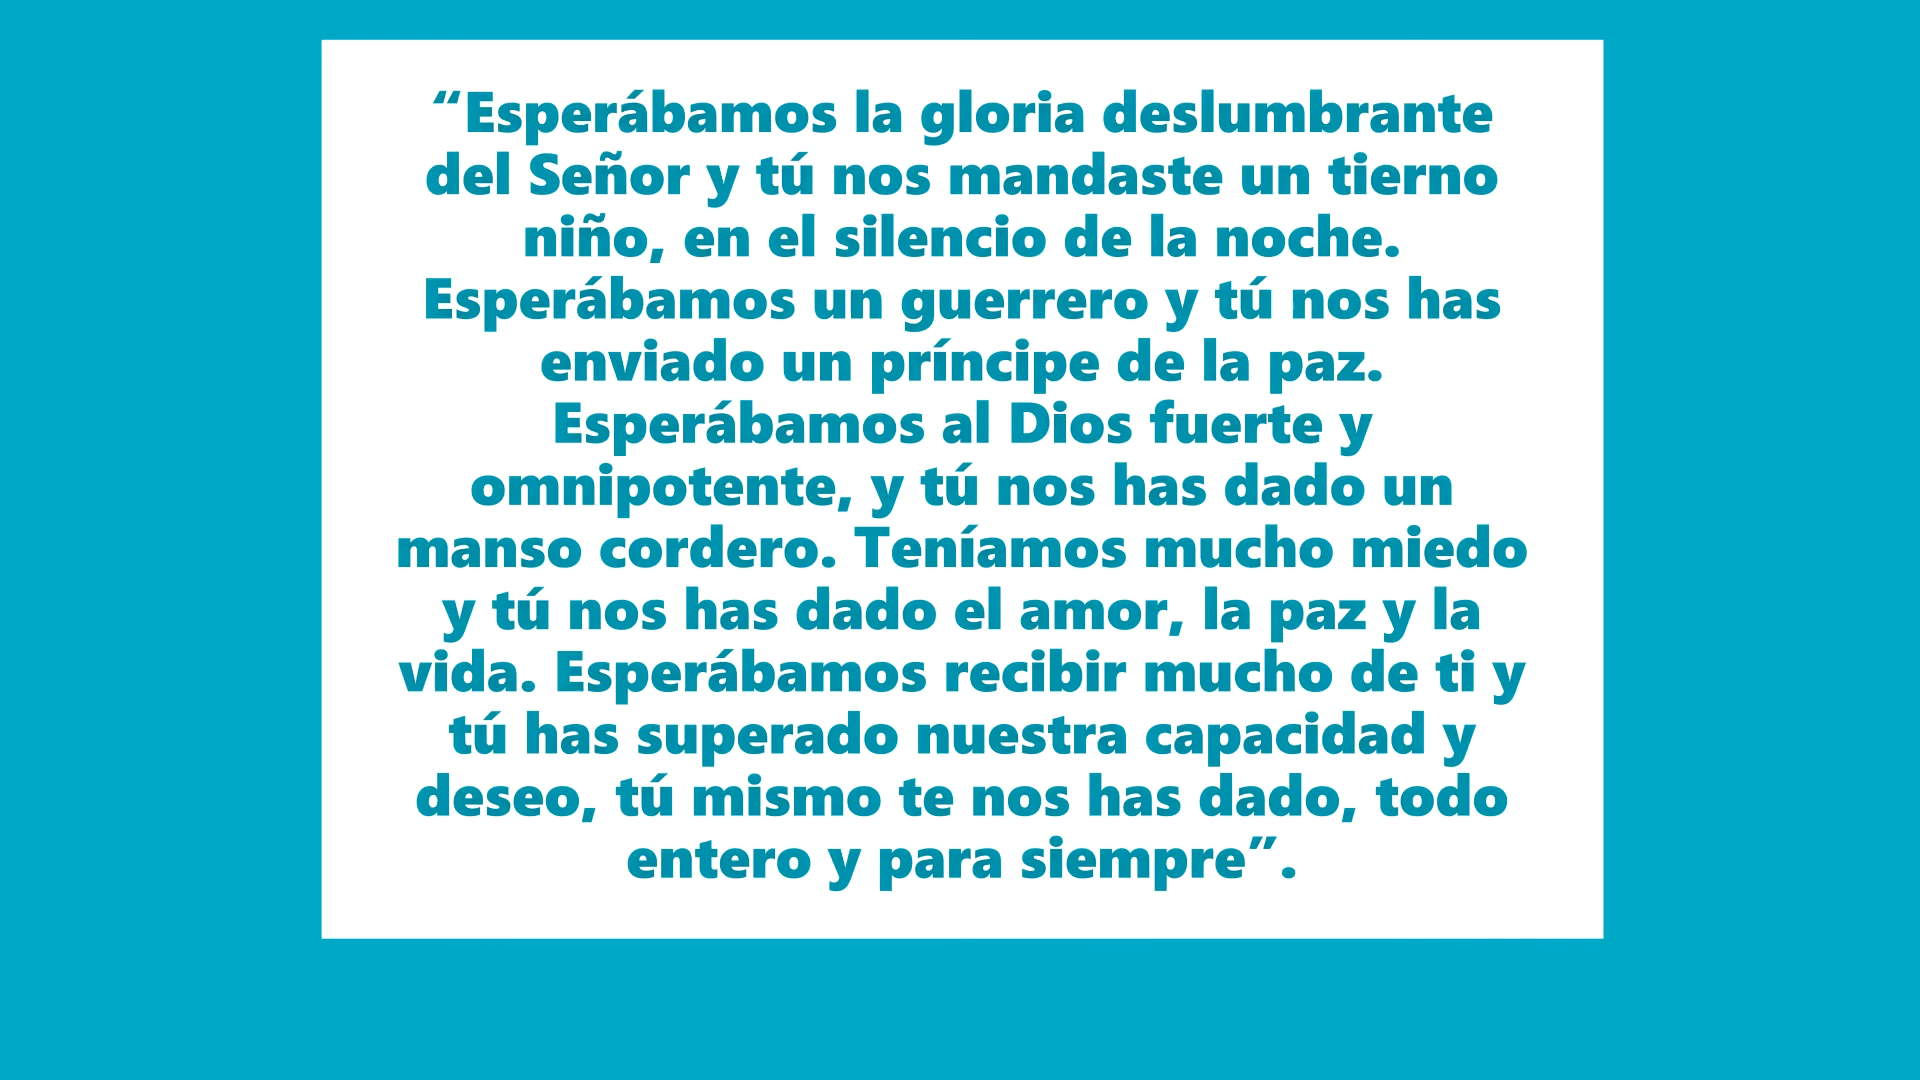 “Esperábamos la gloria deslumbrante
del Señor y tú nos mandaste un tierno
niño, en el silencio de la noche.
Esperábamos un guerrero y tú nos has
enviado un príncipe de la paz.
Esperábamos al Dios fuerte y
omnipotente, y tú nos has dado un
manso cordero. Teníamos mucho miedo
y tú nos has dado el amor, la paz y la
vida. Esperábamos recibir mucho de ti y
tú has superado nuestra capacidad y
deseo, tú mismo te nos has dado, todo
entero y para siempre”.